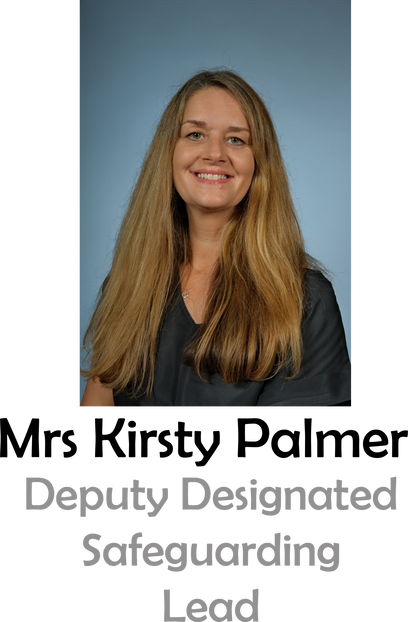 Mrs Kirsty Palmer
Deputy Designated
Safeguarding
Lead